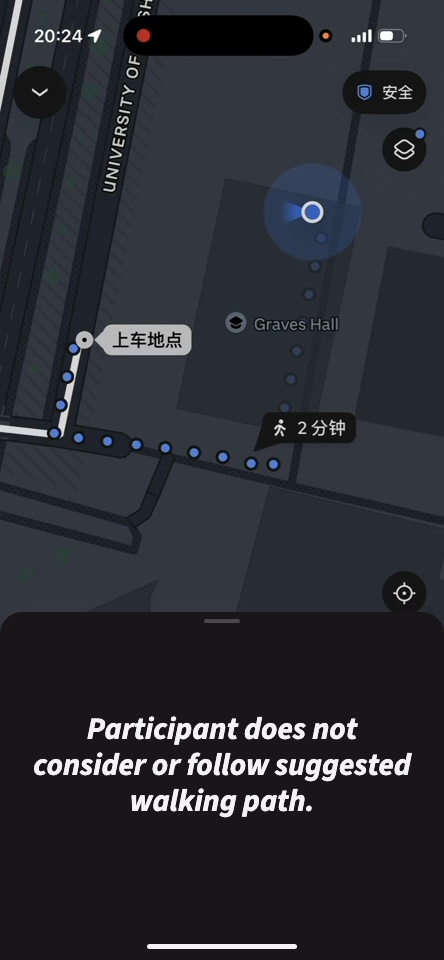 20:24
安全
UNIVERSITY OF
上车地点
Graves Hall
2 分钟
Participant does not
consider or follow suggested
walking path.